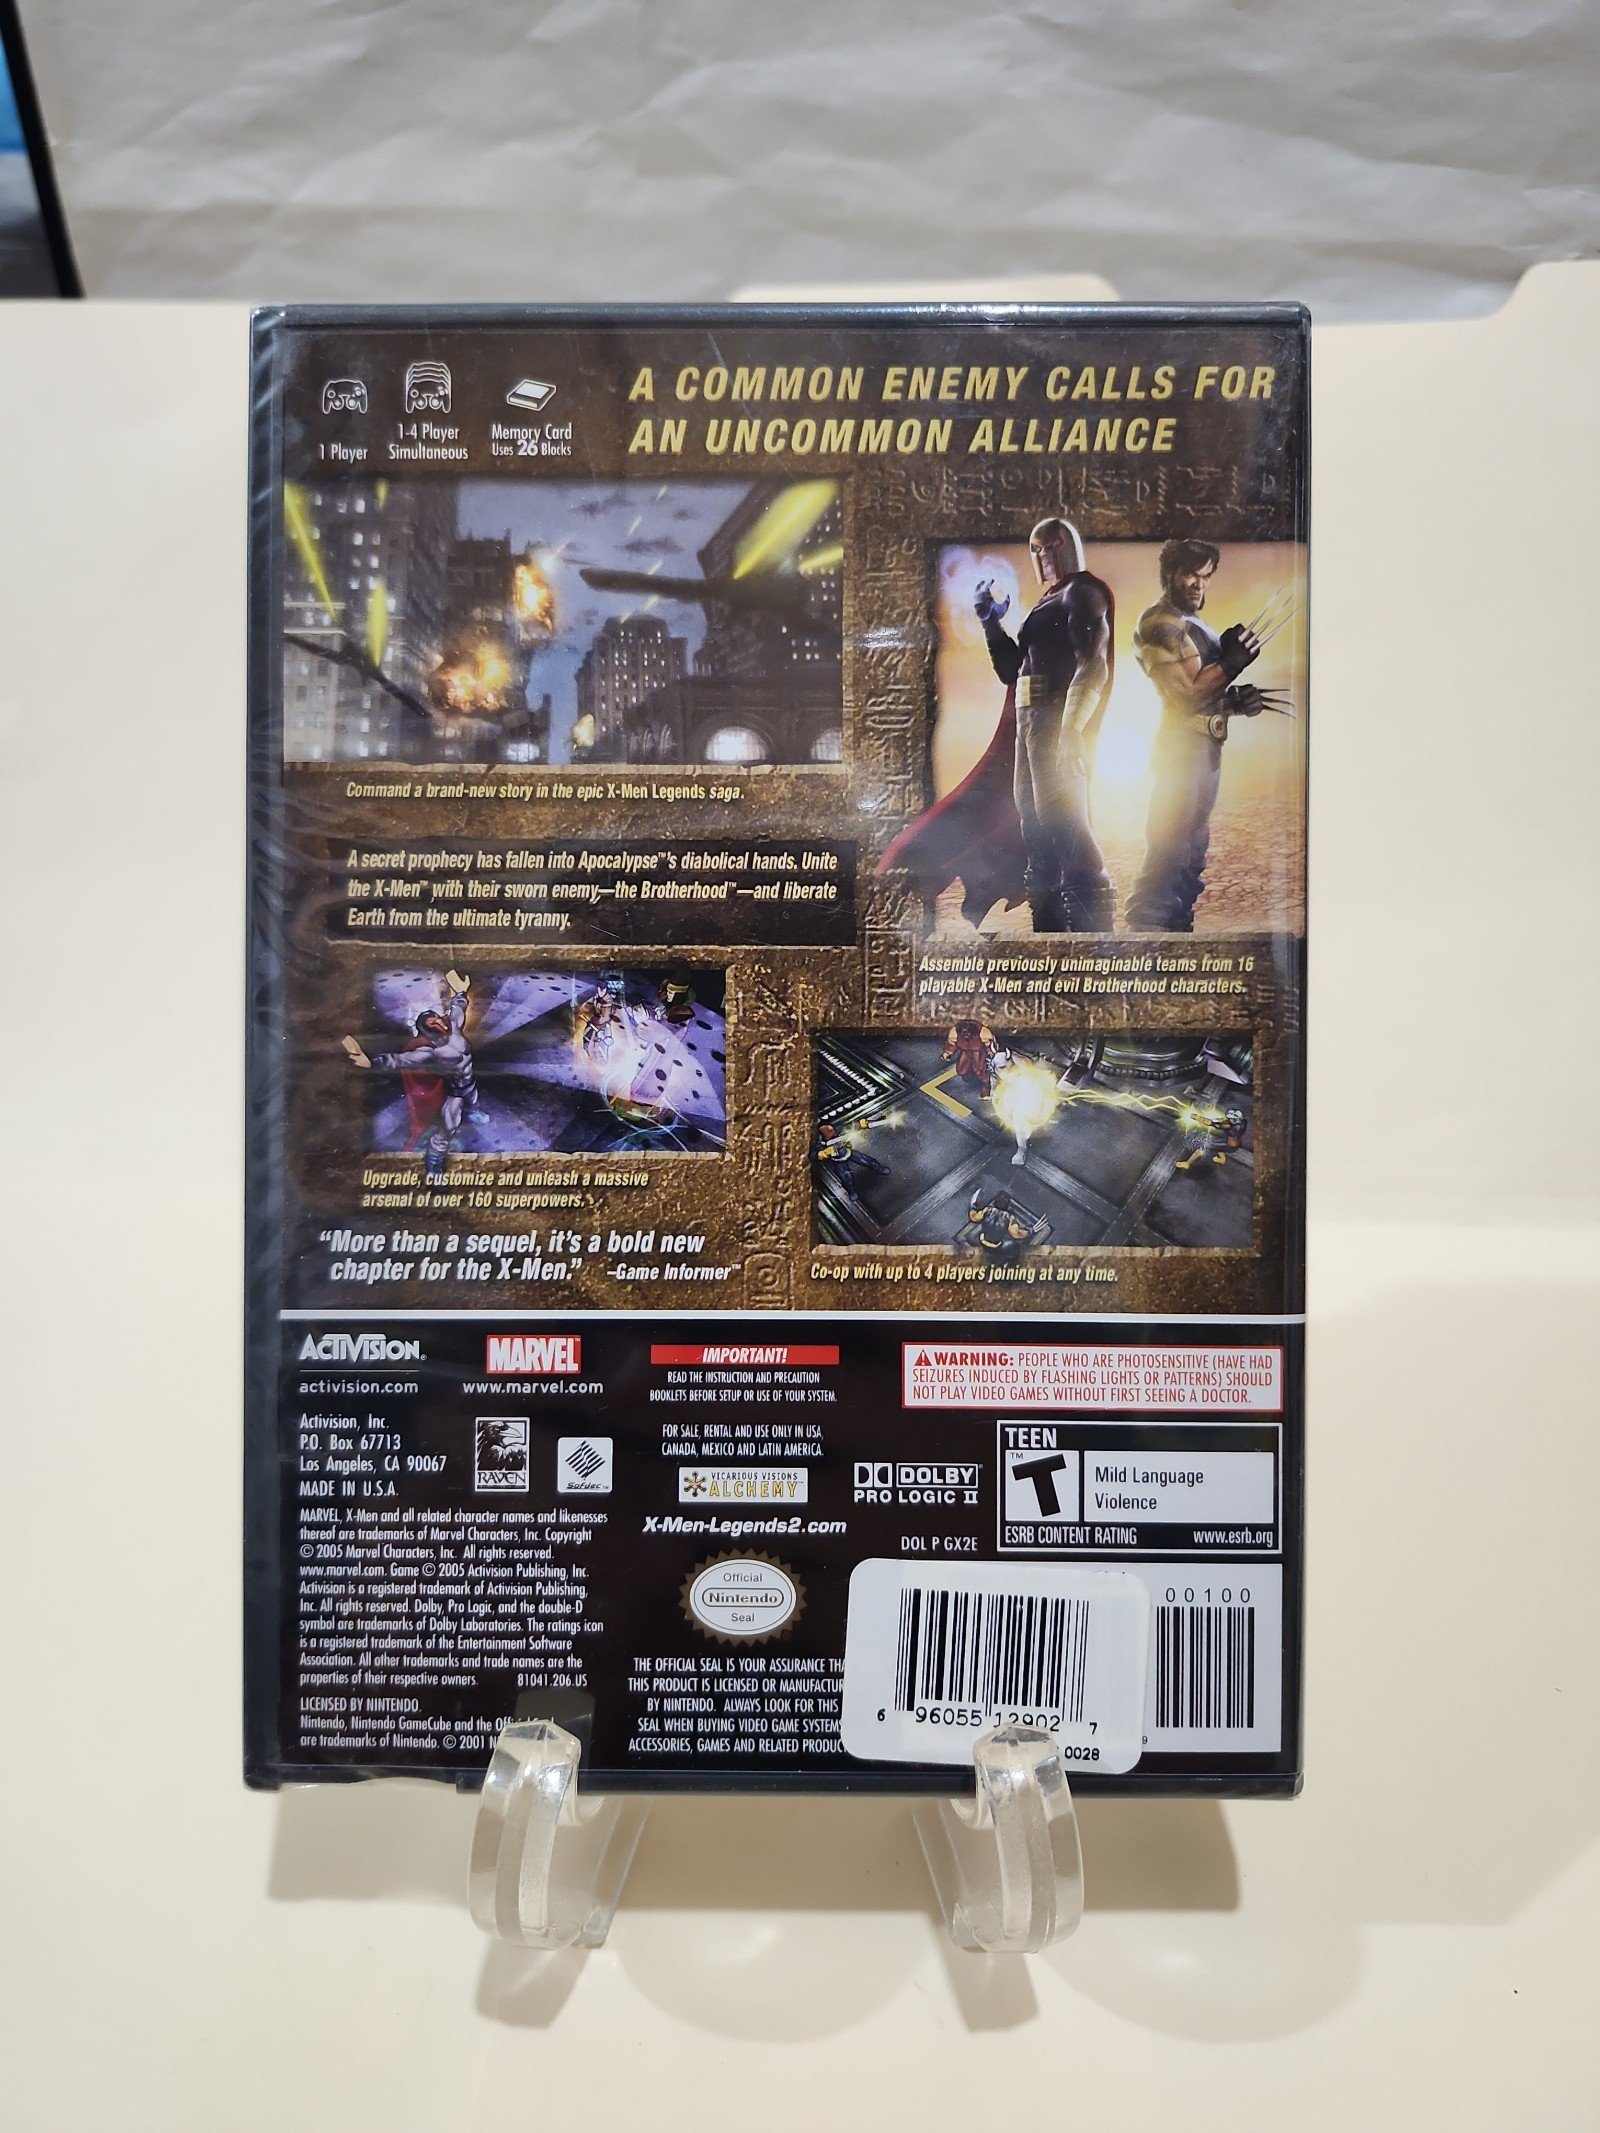 A COMMON ENEMY CALLS FOR
AN UNCOMMON ALLIANCE
1 Player
1-4 Player
Simultaneous
Memory Card
Uses 26 Blocks
Command a brand-new story in the epic X-Men Legends saga.
A secret prophecy has fallen into Apocalypse™'s diabolical hands. Unite
the X-Men™ with their sworn enemy—the Brotherhood™—and liberate
Earth from the ultimate tyranny.
Assemble previously unimaginable teams from 16
playable X-Men and evil Brotherhood characters.
Upgrade, customize and unleash a massive
arsenal of over 160 superpowers.
"More than a sequel, it's a bold new
chapter for the X-Men." –Game Informer™
Co-op with up to 4 players joining at any time.
ACTIVISION®
activision.com
MARVEL
www.marvel.com
IMPORTANT!
READ THE INSTRUCTION AND PRECAUTION
BOOKLETS BEFORE SETUP OR USE OF YOUR SYSTEM.
WARNING: PEOPLE WHO ARE PHOTOSENSITIVE (HAVE HAD
SEIZURES INDUCED BY FLASHING LIGHTS OR PATTERNS) SHOULD
NOT PLAY VIDEO GAMES WITHOUT FIRST SEEING A DOCTOR.
Activision, Inc.
P.O. Box 67713
Los Angeles, CA 90067
MADE IN U.S.A.
RAVEN
Sofdec™
FOR SALE, RENTAL AND USE ONLY IN USA,
CANADA, MEXICO AND LATIN AMERICA.
VICARIOUS VISIONS
ALCHEMY™
DOLBY®
PRO LOGIC II
TEEN
T™
Mild Language
Violence
ESRB CONTENT RATING www.esrb.org
X-Men-Legends2.com
DOL P GX2E
MARVEL, X-Men and all related character names and likenesses
thereof are trademarks of Marvel Characters, Inc. Copyright
© 2005 Marvel Characters, Inc. All rights reserved.
www.marvel.com. Game © 2005 Activision Publishing, Inc.
Activision is a registered trademark of Activision Publishing,
Inc. All rights reserved. Dolby, Pro Logic, and the double-D
symbol are trademarks of Dolby Laboratories. The ratings icon
is a registered trademark of the Entertainment Software
Association. All other trademarks and trade names are the
properties of their respective owners. 81041.206.US
LICENSED BY NINTENDO.
Nintendo, Nintendo GameCube and the
are trademarks of Nintendo. © 2001
Official
Nintendo
Seal
THE OFFICIAL SEAL IS YOUR ASSURANCE
THIS PRODUCT IS LICENSED OR
BY NINTENDO. ALWAYS LOOK FOR THIS
SEAL WHEN BUYING VIDEO GAME
ACCESSORIES, GAMES AND RELATED
00100
6 96055 12902 7
0028
9